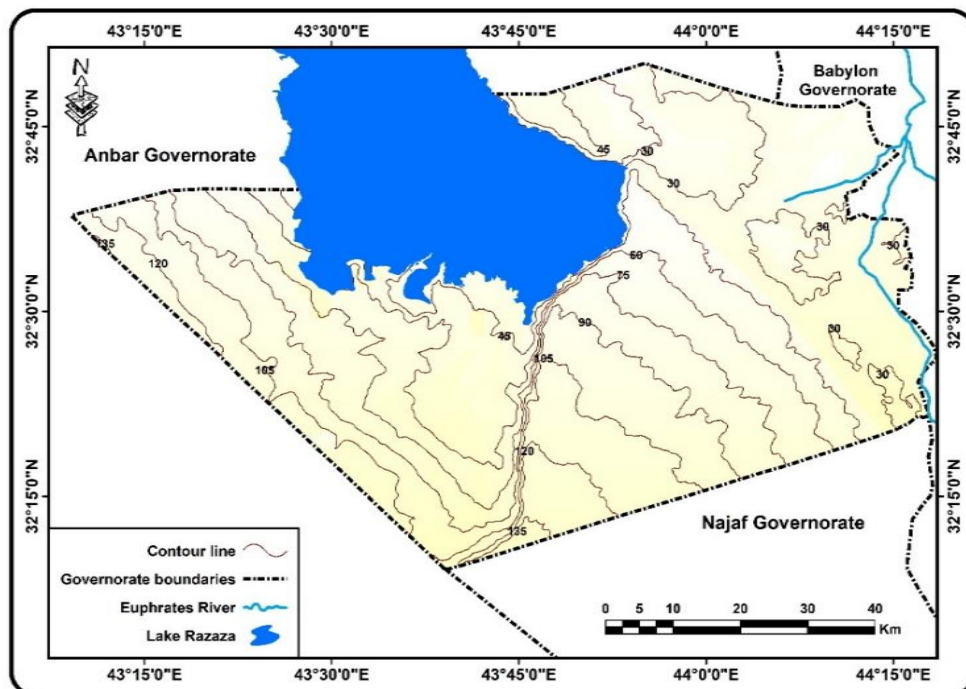 43°15'0"E 43°30'0"E 43°45'0"E 44°0'0"E 44°15'0"E
N
Babylon
Governorate
32°45'0"N
32°45'0"N
Anbar Governorate
45
30
30
30
30
135
120
60
75
32°30'0"N
32°30'0"N
90
45
30
105
105
30
120
32°15'0"N
32°15'0"N
135
Najaf Governorate
Contour line
Governorate boundaries
Euphrates River
Lake Razaza
0 5 10 20 30 40
Km
43°15'0"E 43°30'0"E 43°45'0"E 44°0'0"E 44°15'0"E